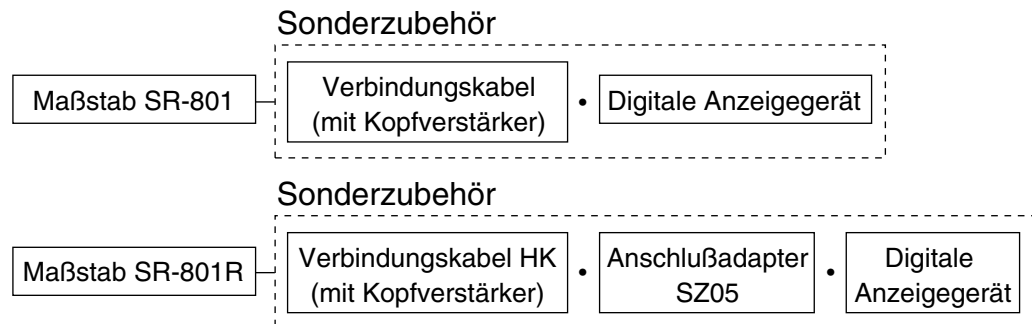 Sonderzubehör
Maßstab SR-801
Verbindungskabel
(mit Kopfverstärker)
•
Digitale Anzeigegerät
Sonderzubehör
Maßstab SR-801R
Verbindungskabel HK
(mit Kopfverstärker)
•
Anschlußadapter
SZ05
•
Digitale
Anzeigegerät